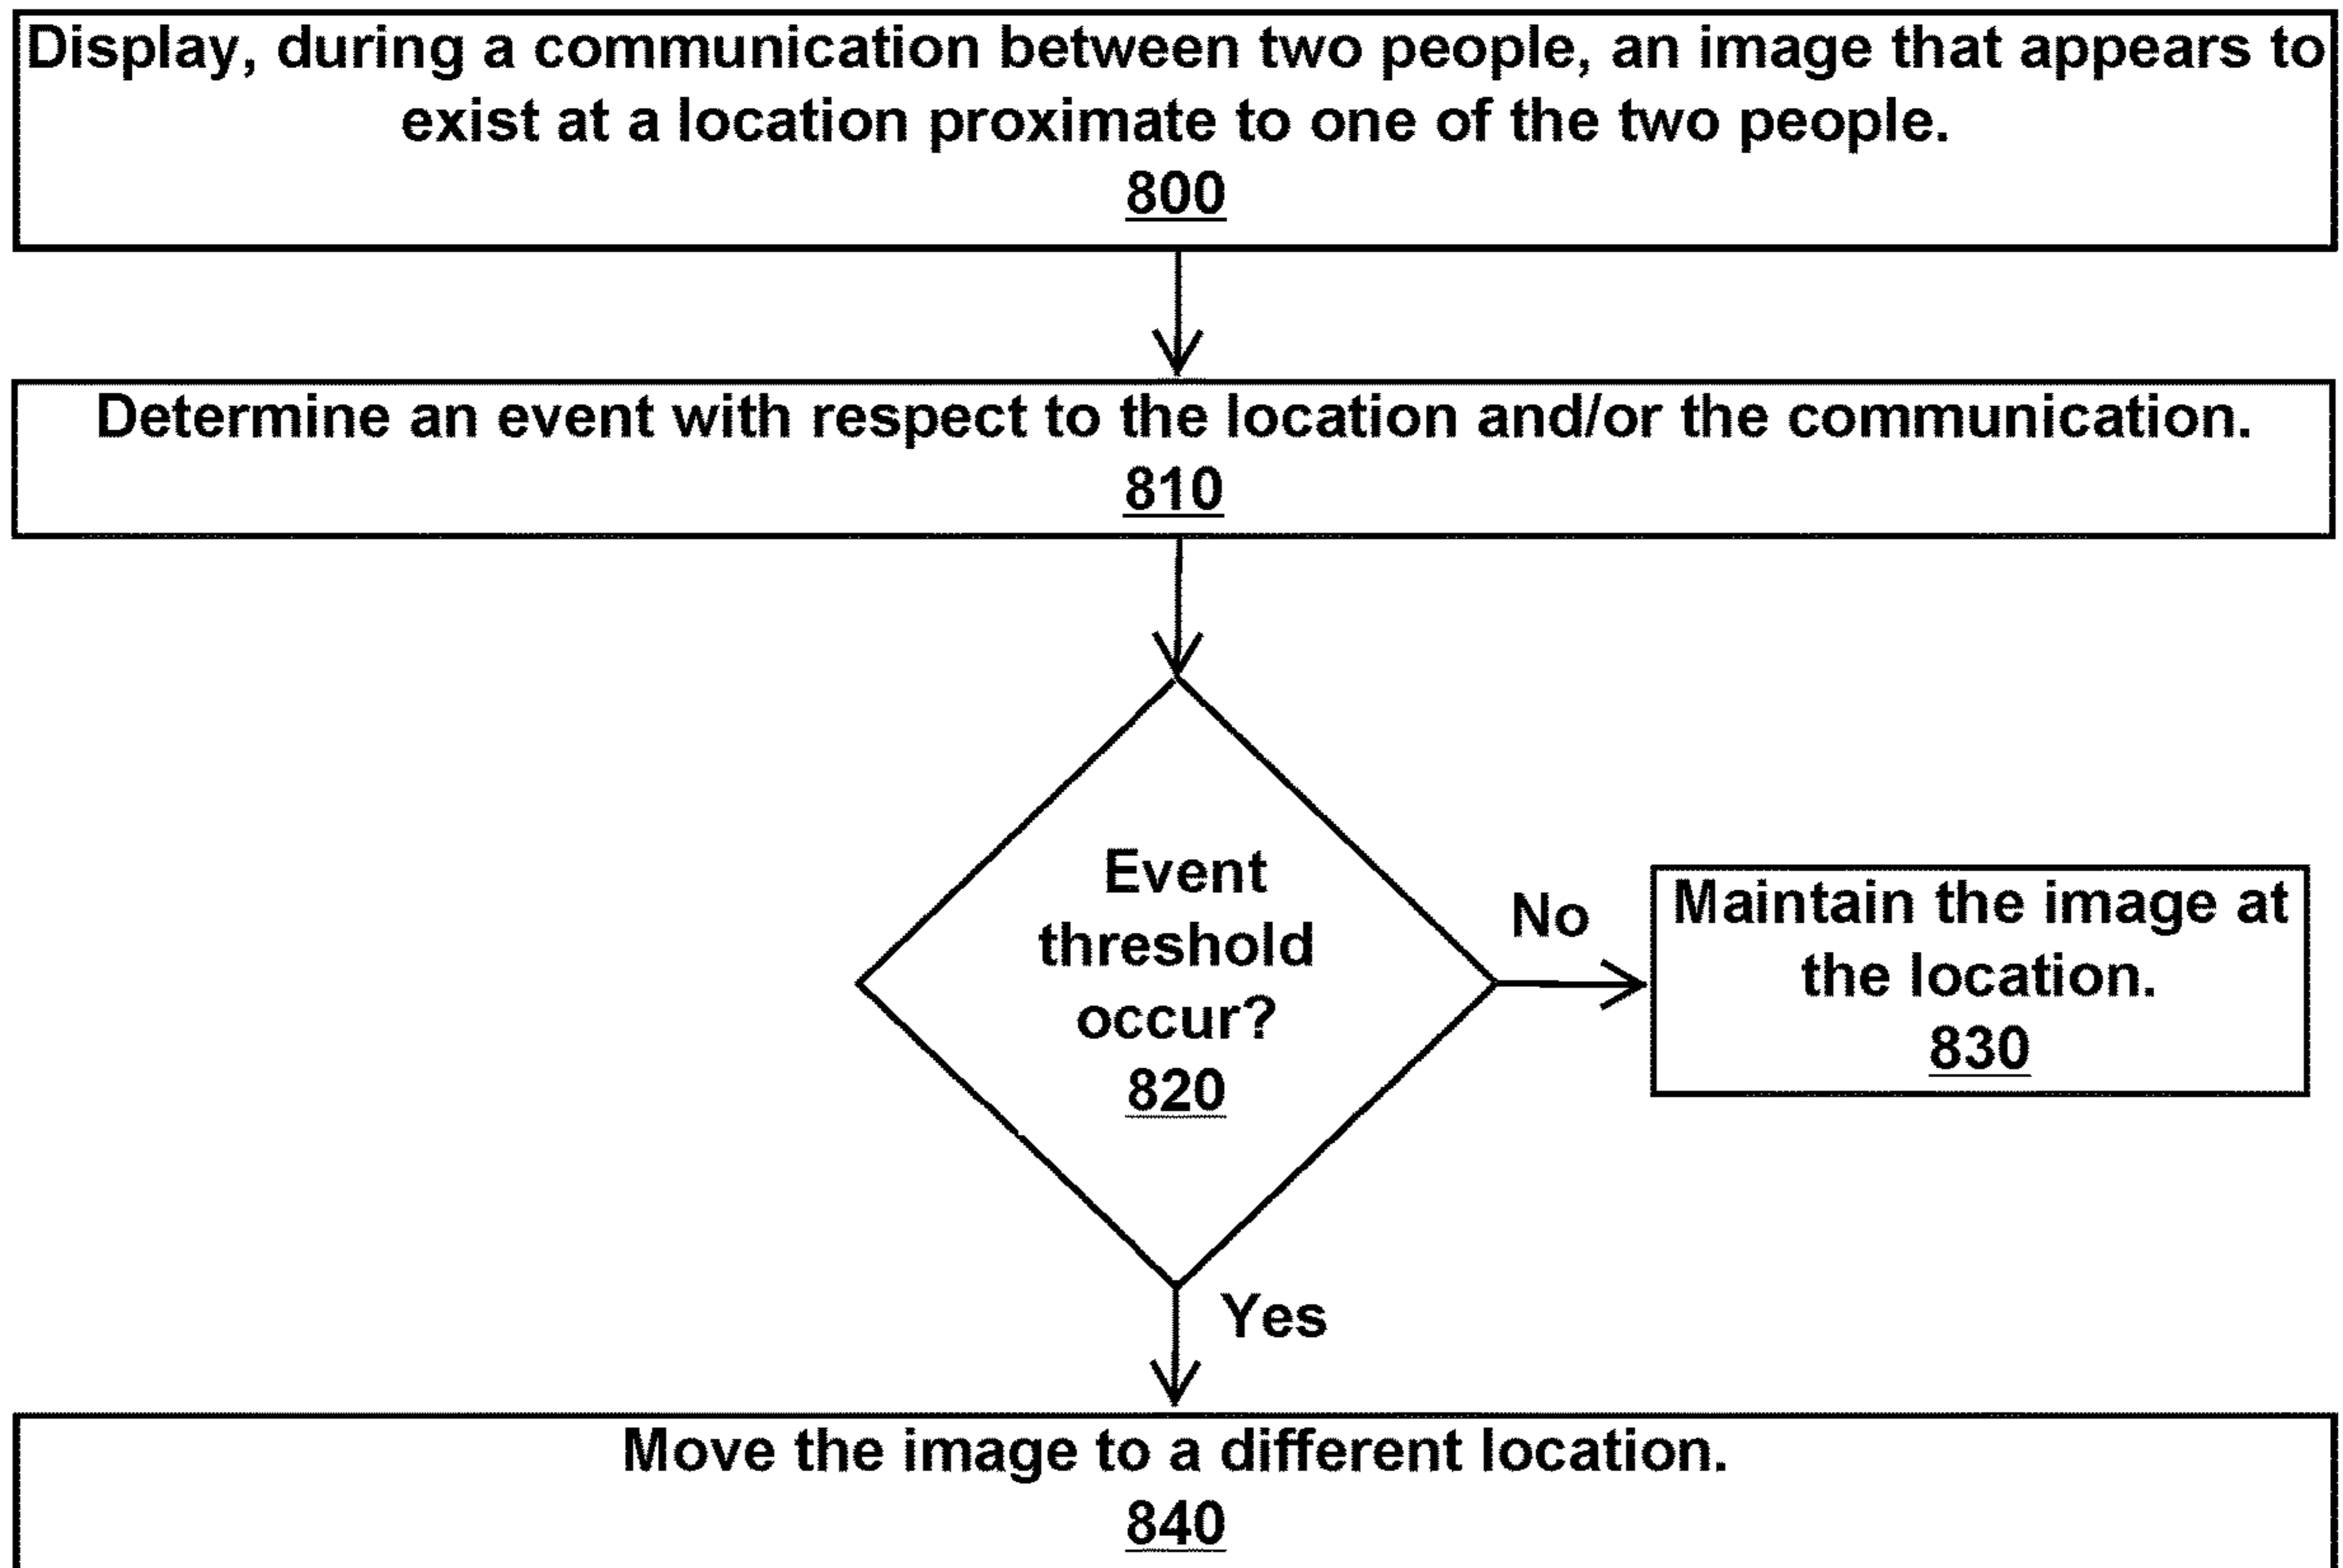 Display, during a communication between two people, an image that appears to
exist at a location proximate to one of the two people.
800
Determine an event with respect to the location and/or the communication.
810
Event
threshold
occur?
820
No
Maintain the image at
the location.
830
Yes
Move the image to a different location.
840